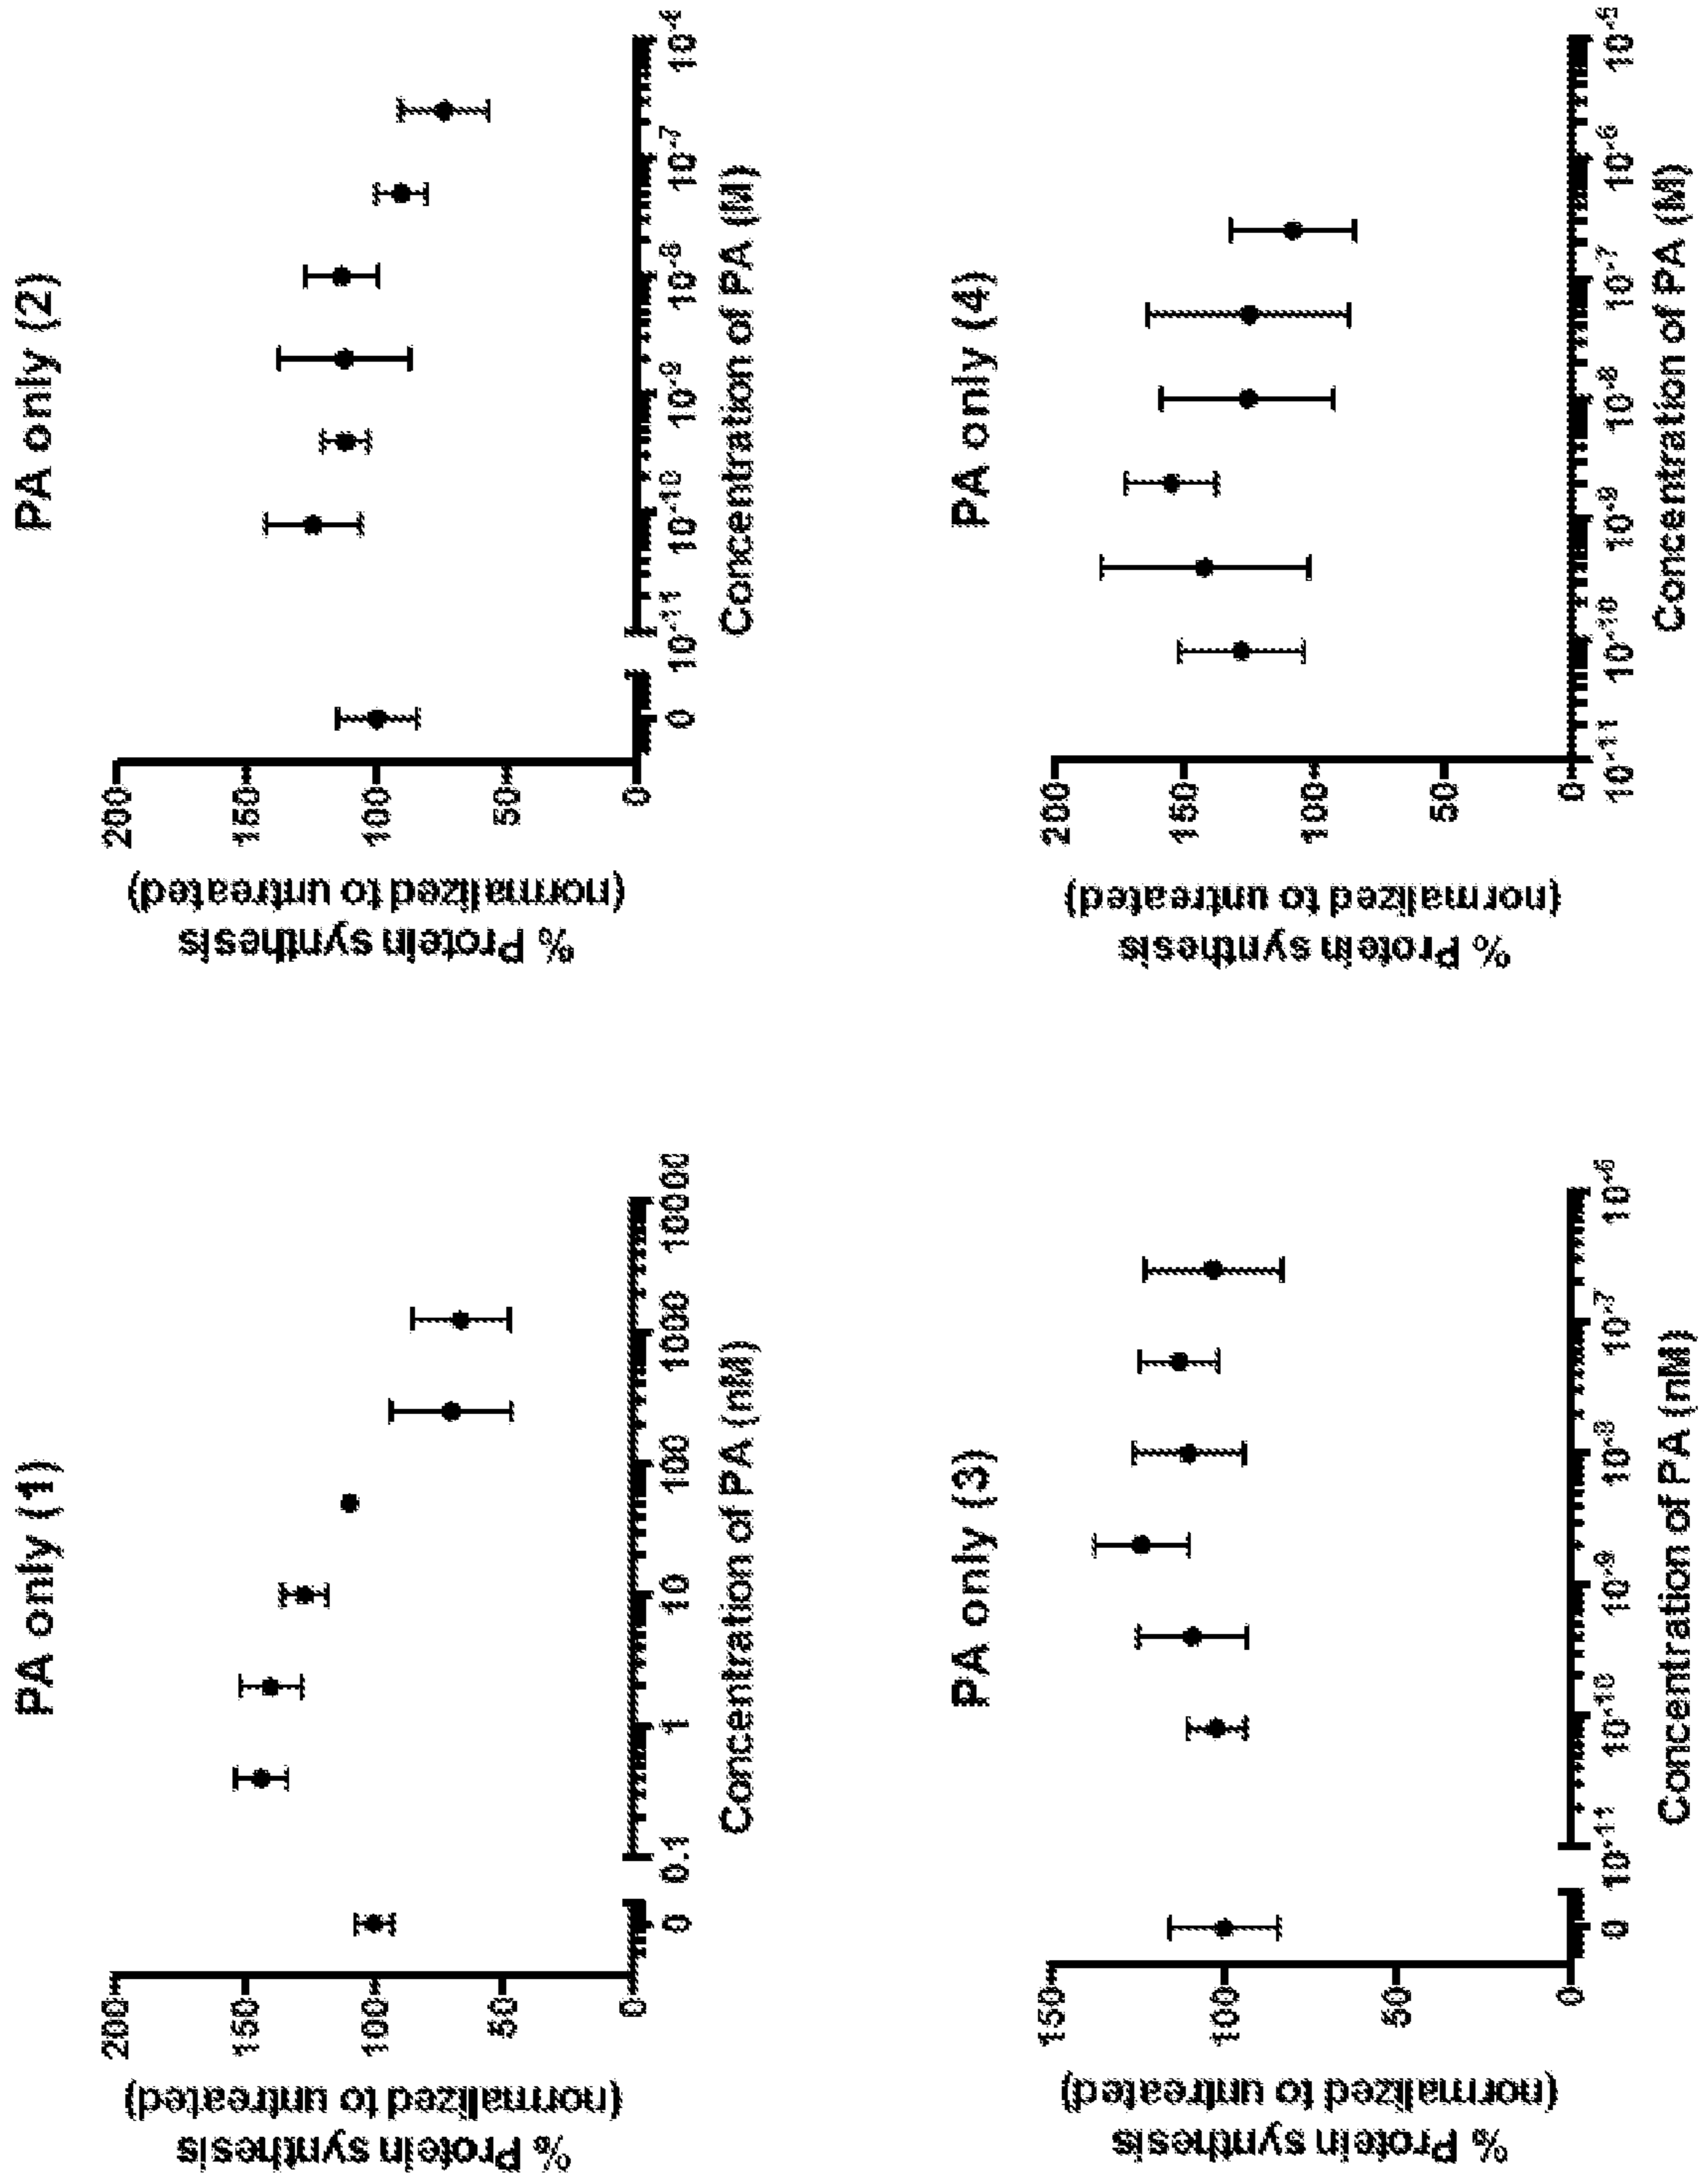 PA only (1)
% Protein synthesis
(normalized to untreated)
200
150
100
50
0
0 0.1 1 10 100 1000 10000
Concentration of PA (nM)
PA only (2)
% Protein synthesis
(normalized to untreated)
200
150
100
50
0
0 10⁻¹¹ 10⁻¹⁰ 10⁻⁹ 10⁻⁸ 10⁻⁷
Concentration of PA (M)
PA only (3)
% Protein synthesis
(normalized to untreated)
150
100
50
0
0 10⁻¹¹ 10⁻¹⁰ 10⁻⁹ 10⁻⁸ 10⁻⁷ 10⁻⁶
Concentration of PA (nM)
PA only (4)
% Protein synthesis
(normalized to untreated)
200
150
100
50
0
10⁻¹¹ 10⁻¹⁰ 10⁻⁹ 10⁻⁸ 10⁻⁷ 10⁻⁶ 10⁻⁵
Concentration of PA (M)